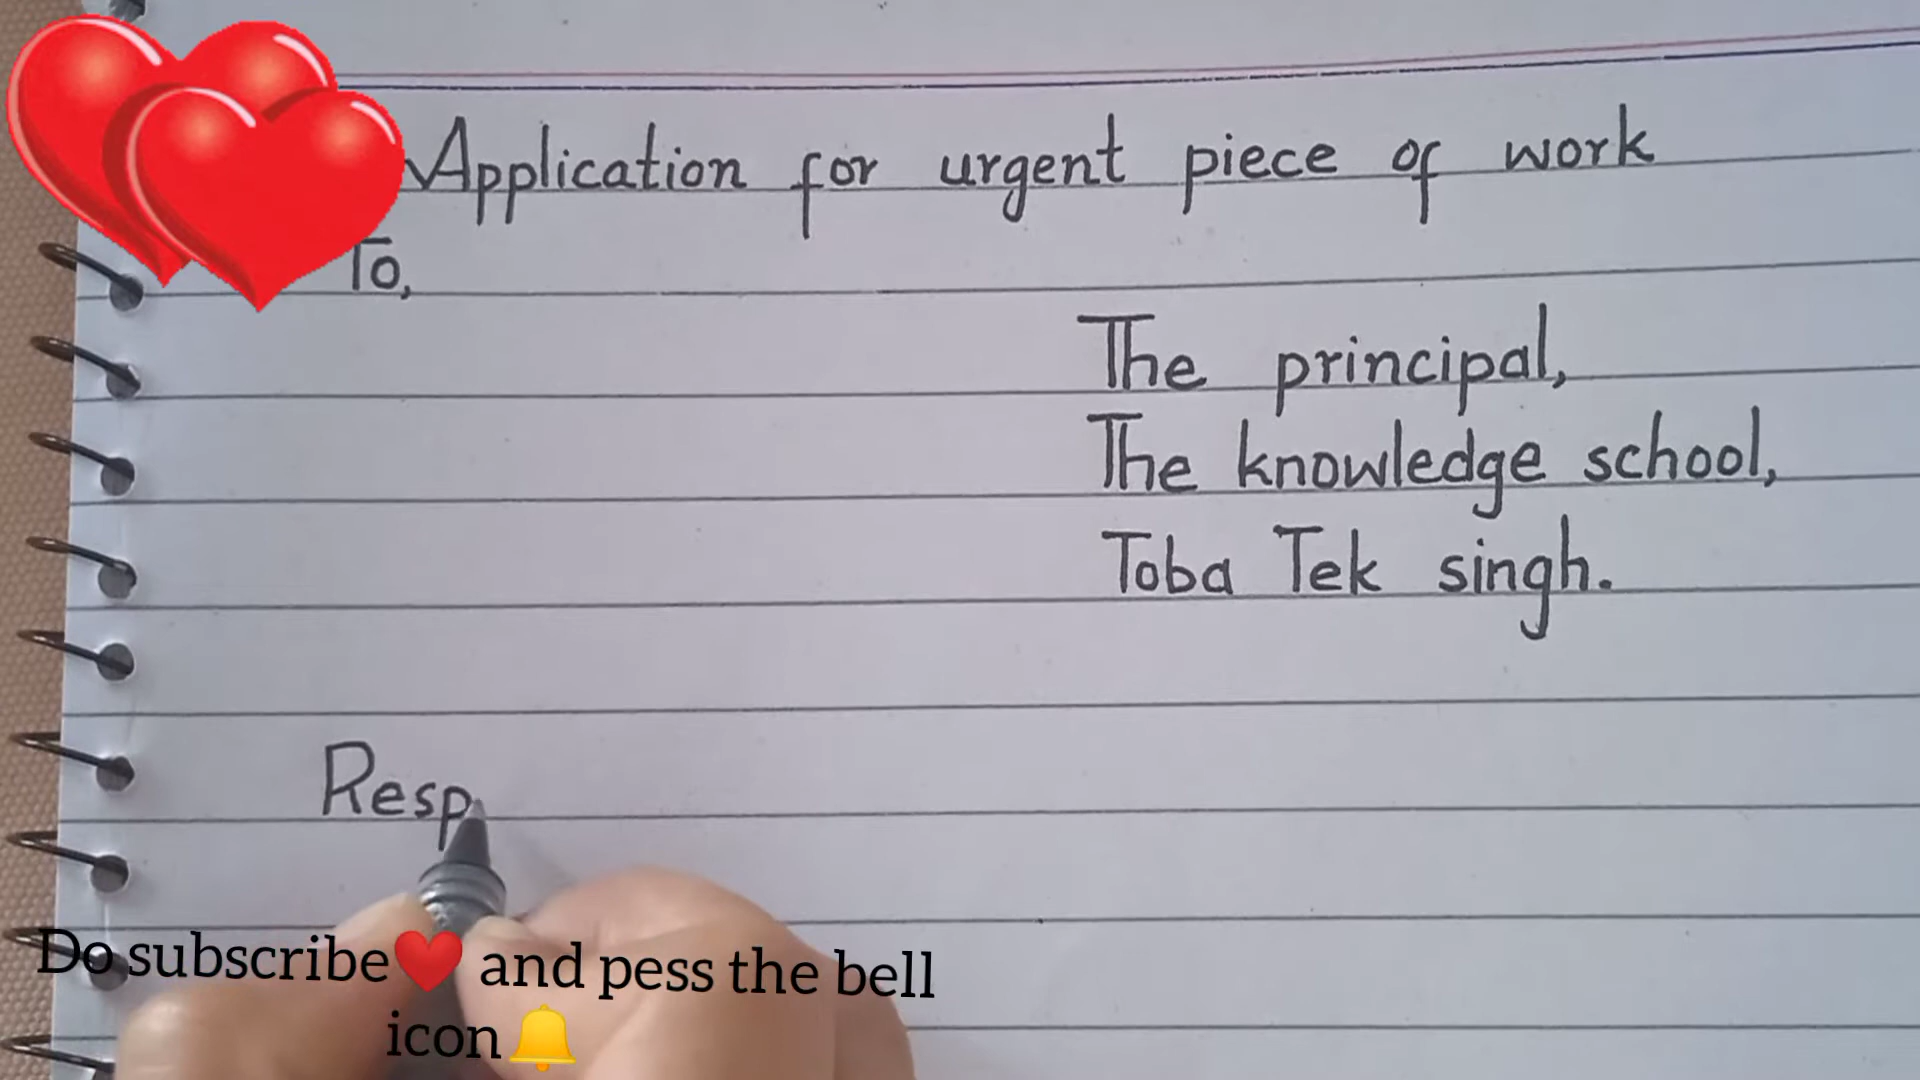 Application for urgent piece of work
To,
The principal,
The knowledge school,
Toba Tek singh.
Resp
Do subscribe❤️ and pess the bell
icon🔔